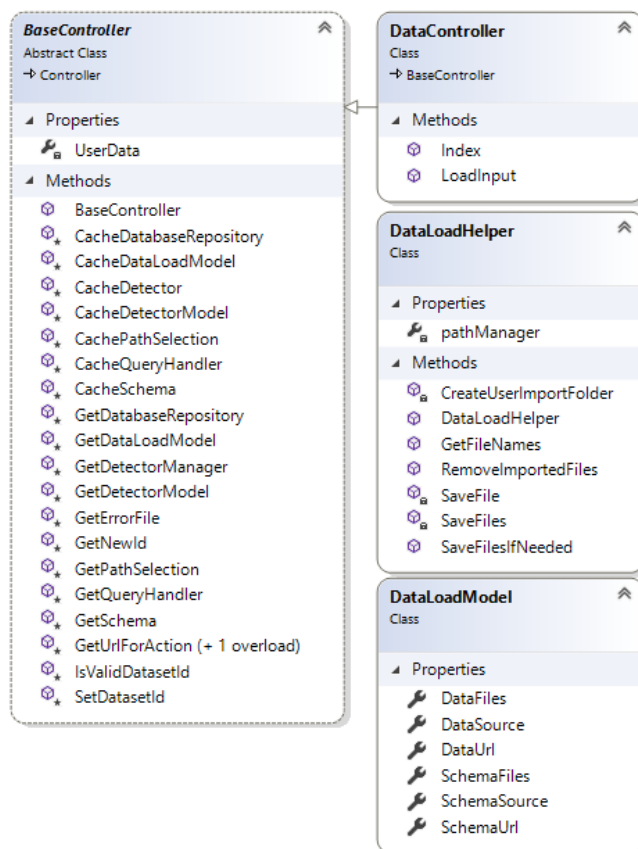 BaseController
Abstract Class
Controller
Properties
UserData
Methods
BaseController
CacheDatabaseRepository
CacheDataLoadModel
CacheDetector
CacheDetectorModel
CachePathSelection
CacheQueryHandler
CacheSchema
GetDatabaseRepository
GetDataLoadModel
GetDetectorManager
GetDetectorModel
GetErrorFile
GetNewId
GetPathSelection
GetQueryHandler
GetSchema
GetUrlForAction (+ 1 overload)
IsValidDatasetId
SetDatasetId
DataController
Class
BaseController
Methods
Index
LoadInput
DataLoadHelper
Class
Properties
pathManager
Methods
CreateUserImportFolder
DataLoadHelper
GetFileNames
RemoveImportedFiles
SaveFile
SaveFiles
SaveFilesIfNeeded
DataLoadModel
Class
Properties
DataFiles
DataSource
DataUrl
SchemaFiles
SchemaSource
SchemaUrl